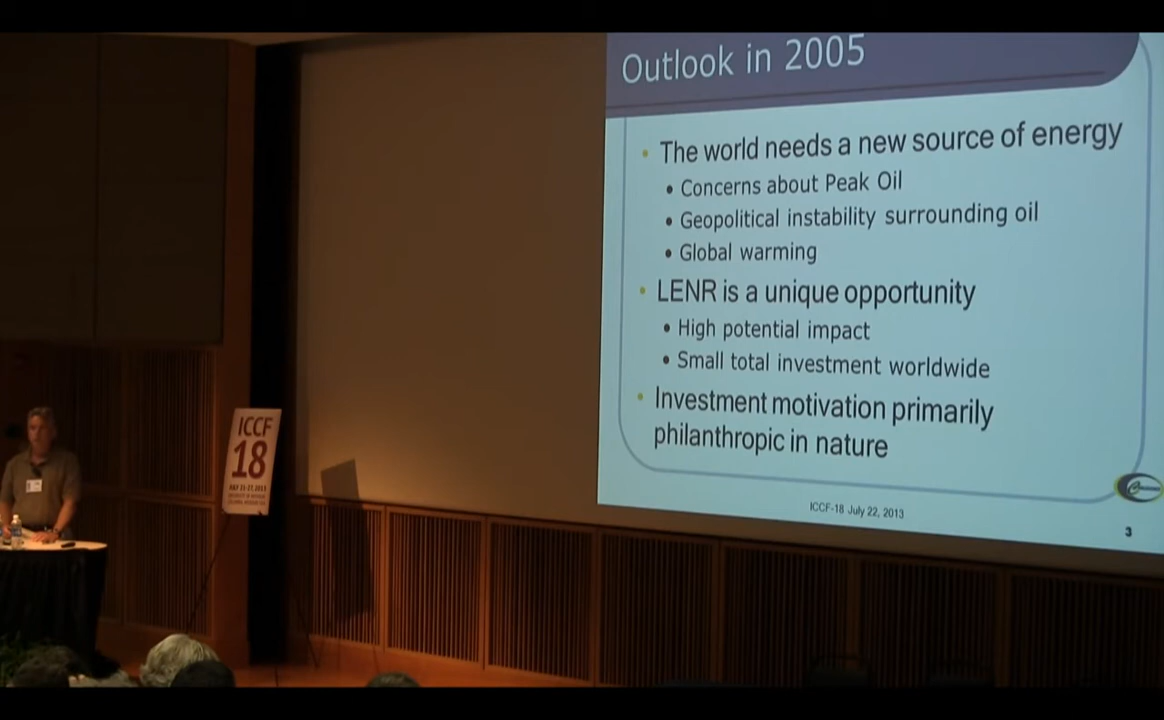 Outlook in 2005
• The world needs a new source of energy
• Concerns about Peak Oil
• Geopolitical instability surrounding oil
• Global warming
• LENR is a unique opportunity
• High potential impact
• Small total investment worldwide
• Investment motivation primarily
philanthropic in nature
ICCF-18 July 22, 2013
3
ICCF
18
JULY 21-27, 2013